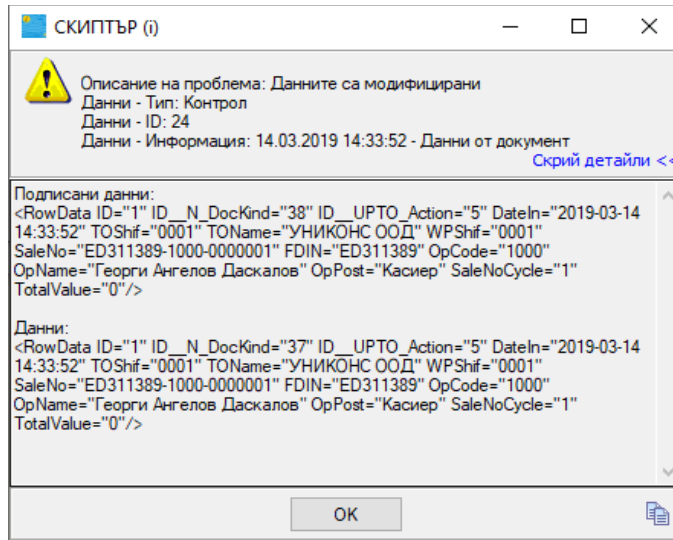 СКИПТЪР (i)
Описание на проблема: Данните са модифицирани
Данни - Тип: Контрол
Данни - ID: 24
Данни - Информация: 14.03.2019 14:33:52 - Данни от документ
Скрий детайли <<
Подписани данни:
<RowData ID="1" ID__N_DocKind="38" ID__UPTO_Action="5" DateIn="2019-03-14
14:33:52" TOShif="0001" TOName="УНИКОНС ООД" WPShif="0001"
SaleNo="ED311389-1000-0000001" FDIN="ED311389" OpCode="1000"
OpName="Георги Ангелов Даскалов" OpPost="Касиер" SaleNoCycle="1"
TotalValue="0"/>
Данни:
<RowData ID="1" ID__N_DocKind="37" ID__UPTO_Action="5" DateIn="2019-03-14
14:33:52" TOShif="0001" TOName="УНИКОНС ООД" WPShif="0001"
SaleNo="ED311389-1000-0000001" FDIN="ED311389" OpCode="1000"
OpName="Георги Ангелов Даскалов" OpPost="Касиер" SaleNoCycle="1"
TotalValue="0"/>
OK